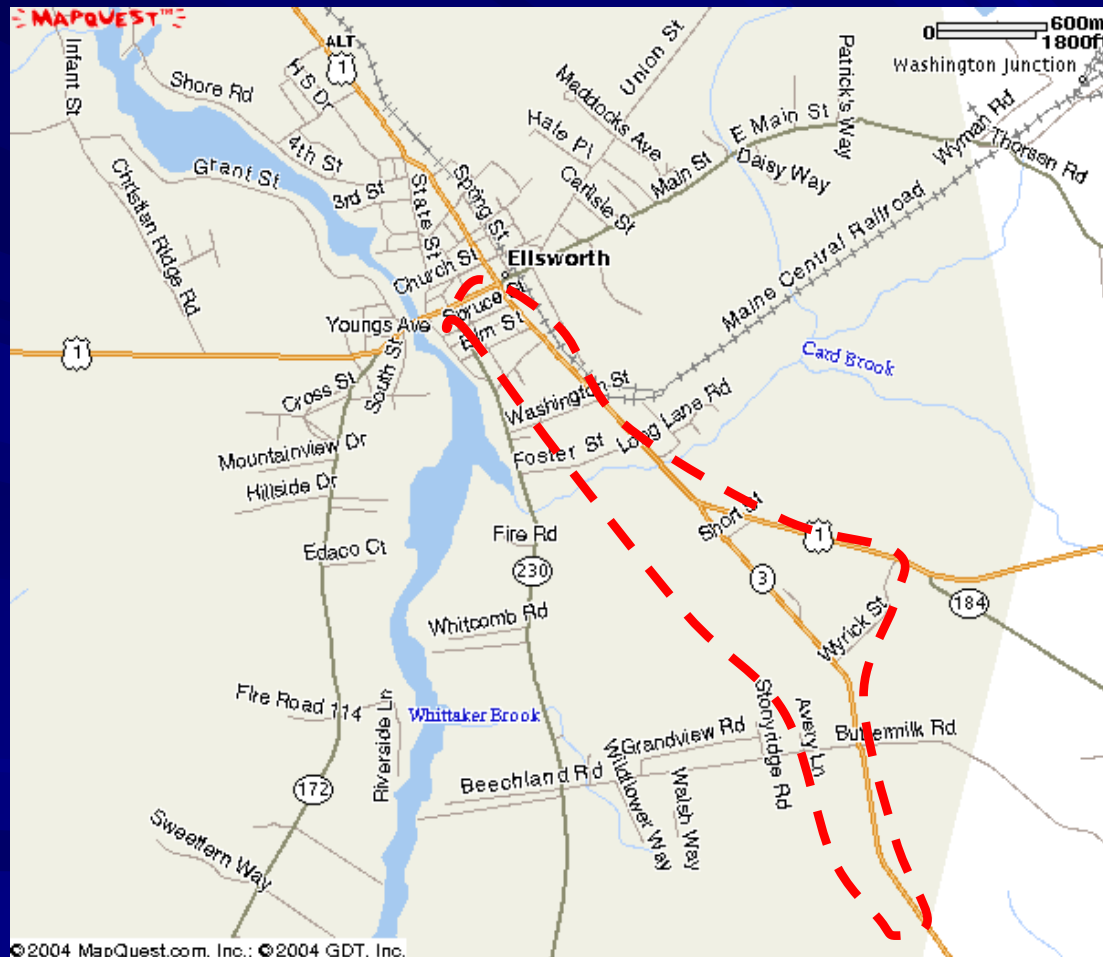 MAPQUEST™
600m
0
1800ft
Washington Junction
ALT
1
Infant St
Shore Rd
H S Dr
Union St
Maddocks Ave
Patrick's Way
Hale Pl
E Main St
Wyman Rd
Thorsen Rd
4th St
Grant St
3rd St
State St
Spring St
Carlisle St
Main St
Daisy Way
Christian Ridge Rd
Church St
Ellsworth
Maine Central Railroad
Youngs Ave
Spruce St
Elm St
1
South St
Cross St
Card Brook
Washington St
Long Lane Rd
Mountainview Dr
Foster St
Hillside Dr
Short St
1
Fire Rd
Edaco Ct
230
3
184
Whitcomb Rd
Wyrick St
Fire Road 114
Riverside Ln
Whittaker Brook
Stonyridge Rd
Avery Ln
Buttermilk Rd
Grandview Rd
Beechland Rd
Wildflower Way
Walsh Way
172
Sweetfern Way
©2004 MapQuest.com, Inc.; ©2004 GDT, Inc.